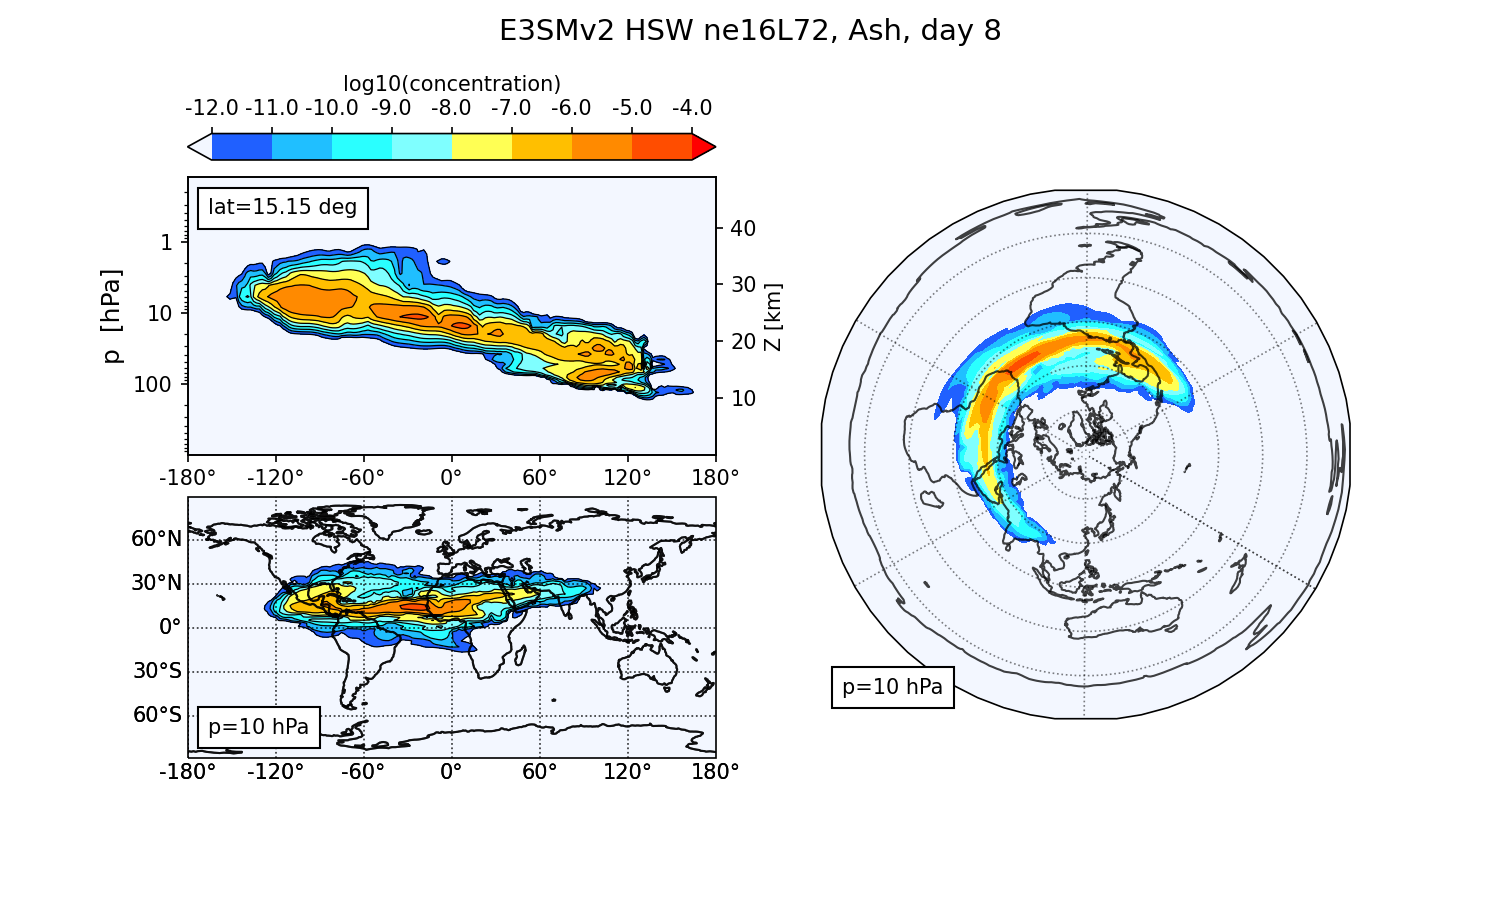 E3SMv2 HSW ne16L72, Ash, day 8
log10(concentration)
-12.0 -11.0 -10.0 -9.0 -8.0 -7.0 -6.0 -5.0 -4.0
lat=15.15 deg
p [hPa]
1
10
100
40
30
20
10
Z [km]
-180° -120° -60° 0° 60° 120° 180°
60°N
30°N
0°
30°S
60°S
p=10 hPa
-180° -120° -60° 0° 60° 120° 180°
p=10 hPa